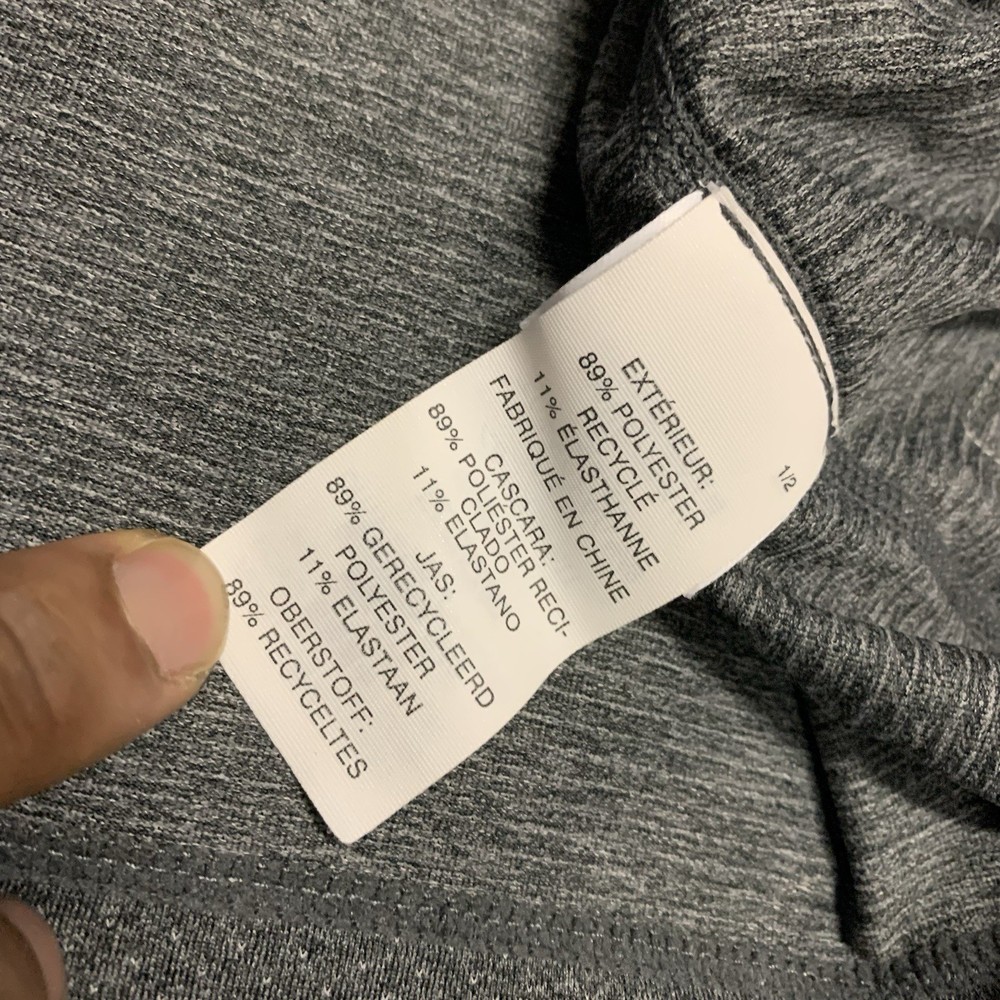 1/2
EXTÉRIEUR:
89% POLYESTER
RECYCLÉ
11% ÉLASTHANNE
FABRIQUÉ EN CHINE
CASCARA:
89% POLIÉSTER RECI-
CLADO
11% ELASTANO
JAS:
89% GERECYCLEERD
POLYESTER
11% ELASTAAN
OBERSTOFF:
89% RECYCELTES